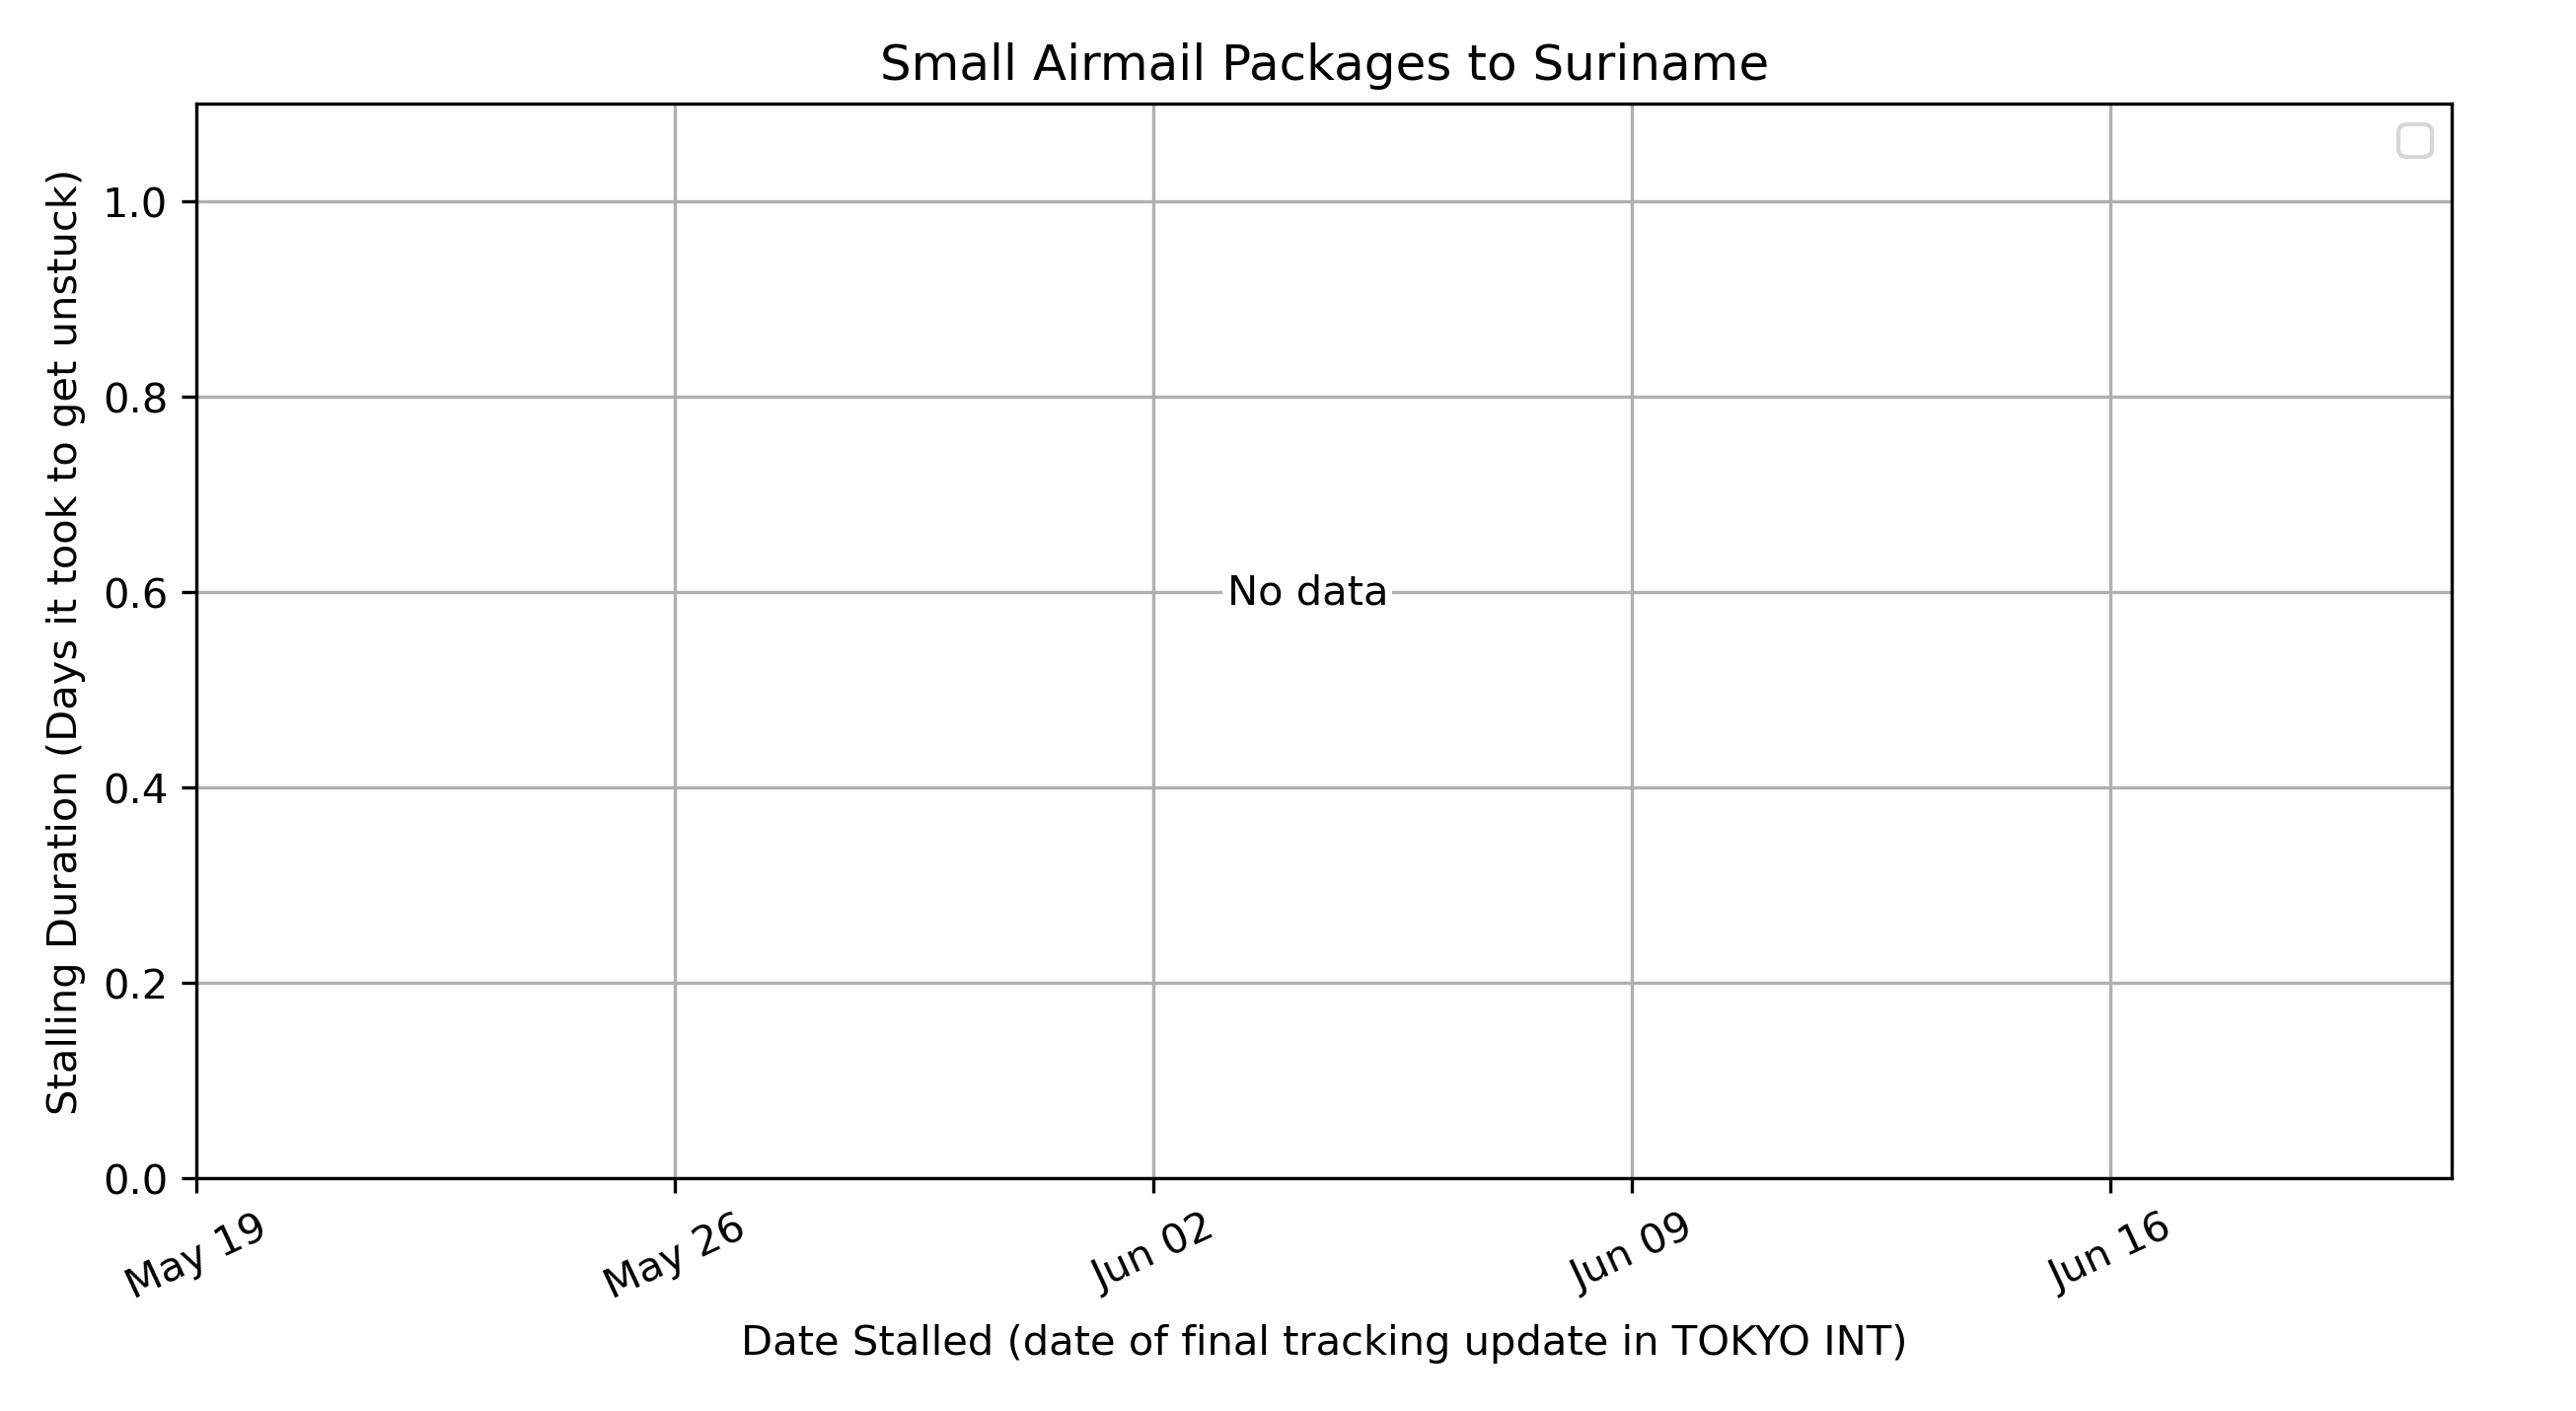 Small Airmail Packages to Suriname
Stalling Duration (Days it took to get unstuck)
1.0
0.8
0.6
0.4
0.2
0.0
No data
May 19
May 26
Jun 02
Jun 09
Jun 16
Date Stalled (date of final tracking update in TOKYO INT)